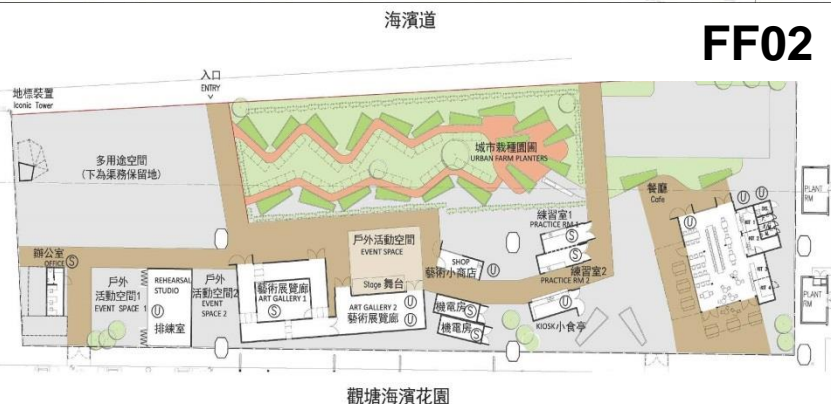 海濱道
FF02
入口
ENTRY
地標裝置
Iconic Tower
多用途空間
(下為渠務保留地)
城市栽種園圃
URBAN FARM PLANTERS
餐廳
Cafe
U
U
PLANT
RM
練習室1
PRACTICE RM 1
S
戶外活動空間
EVENT SPACE
SHOP
藝術小商店
U
練習室2
PRACTICE RM 2
S
辦公室
OFFICE
S
戶外
活動空間1
EVENT SPACE 1
REHEARSAL
STUDIO
U
排練室
戶外
活動空間2
EVENT
SPACE 2
藝術展覽廊
ART GALLERY 1
S
Stage 舞台
ART GALLERY 2
藝術展覽廊
U
U
機電房
S
機電房
S
U
KIOSK小食亭
U
U
PLANT
RM
觀塘海濱花園